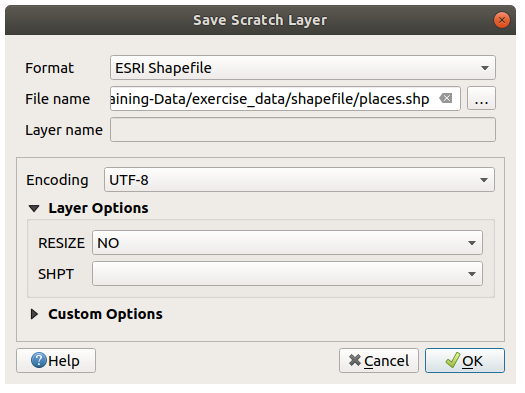 Save Scratch Layer
Format ESRI Shapefile
File name aining-Data/exercise_data/shapefile/places.shp ...
Layer name
Encoding UTF-8
Layer Options
RESIZE NO
SHPT
Custom Options
Help Cancel OK